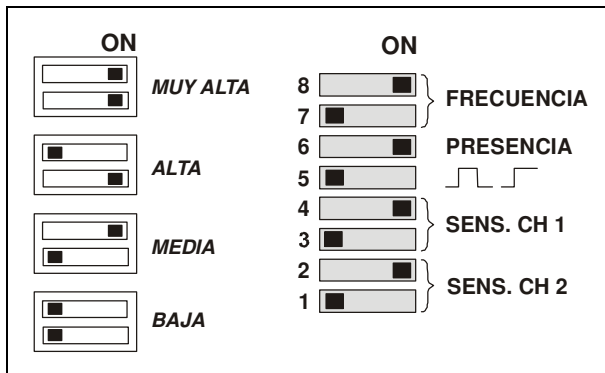 ON
MUY ALTA
ALTA
MEDIA
BAJA
ON
8
7
FRECUENCIA
6
PRESENCIA
5
4
3
SENS. CH 1
2
1
SENS. CH 2